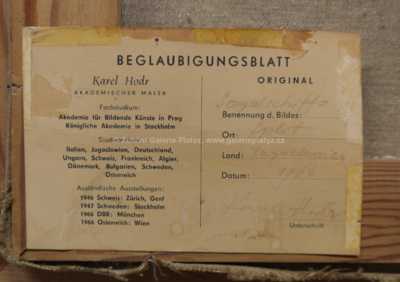 BEGLAUBIGUNGSBLATT
Karel Hodr
AKADEMISCHER MALER
Fachstudium:
Akademie für Bildende Künste in Prag
Königliche Akademie in Stockholm
Italien, Jugoslawien, Deutschland,
Ungarn, Schweiz, Frankreich, Algier,
Dänemark, Bulgarien, Schweden,
Österreich
Ausländische Ausstellungen:
1946 Schweiz: Zürich, Genf
1947 Schweden: Stockholm
1966 DBR: München
1966 Österreich: Wien
ORIGINAL
Segelschiffe
Benennung d. Bildes:
Ort:
Land:
Datum:
Unterschrift